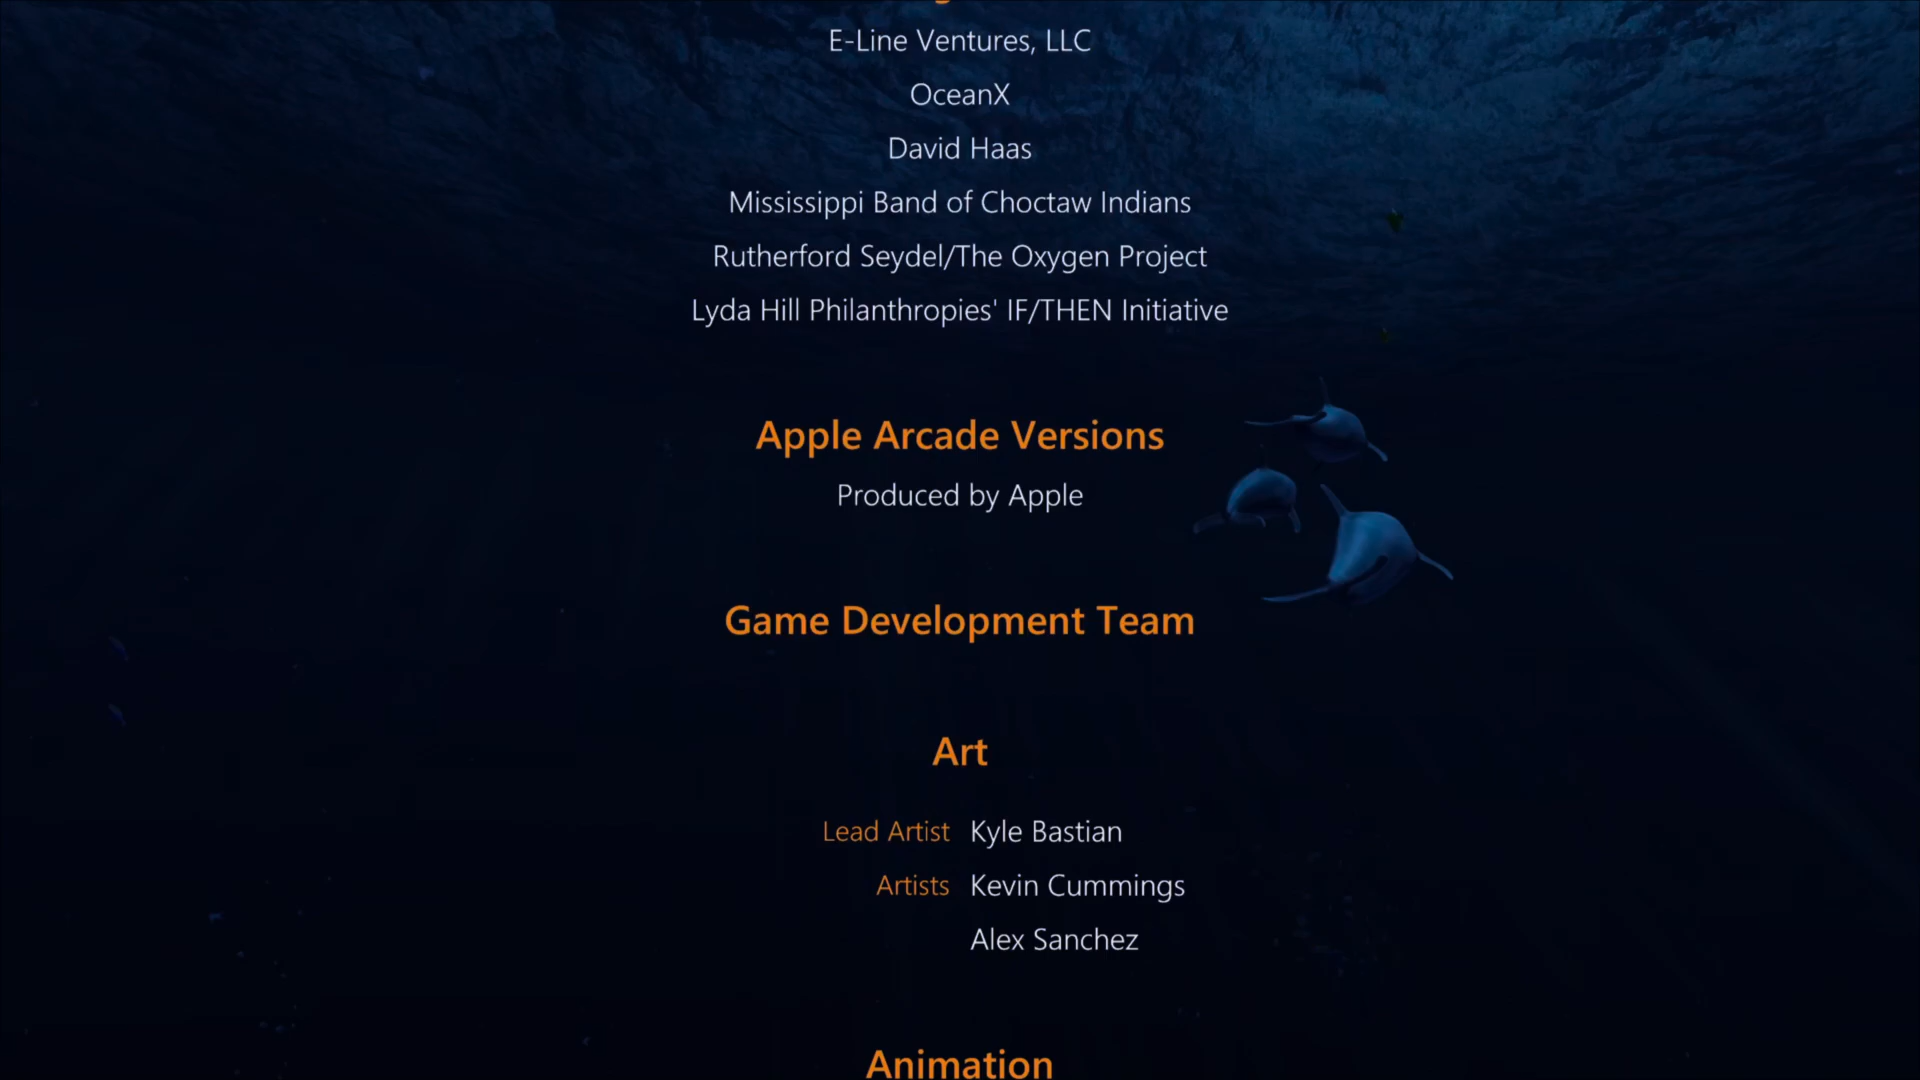 E-Line Ventures, LLC
OceanX
David Haas
Mississippi Band of Choctaw Indians
Rutherford Seydel/The Oxygen Project
Lyda Hill Philanthropies' IF/THEN Initiative
Apple Arcade Versions
Produced by Apple
Game Development Team
Art
Lead Artist Kyle Bastian
Artists Kevin Cummings
Alex Sanchez
Animation